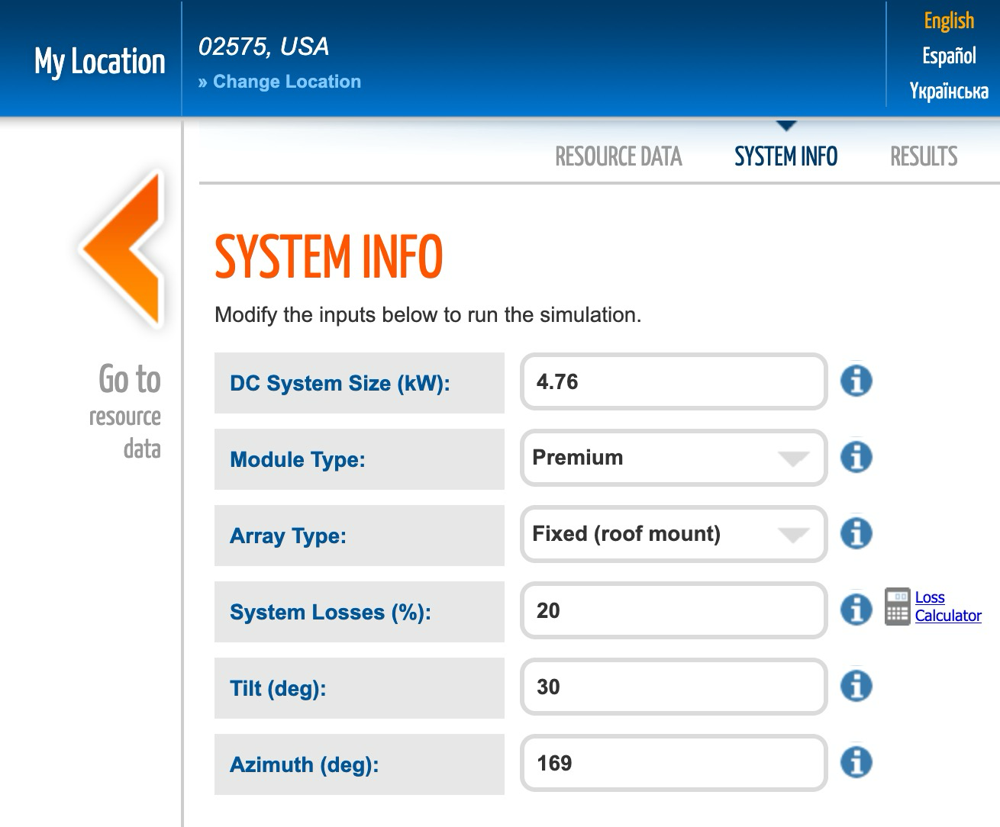 My Location
02575, USA
» Change Location
English
Español
Українська
RESOURCE DATA
SYSTEM INFO
RESULTS
Go to
resource
data
SYSTEM INFO
Modify the inputs below to run the simulation.
DC System Size (kW):
4.76
Module Type:
Premium
Array Type:
Fixed (roof mount)
System Losses (%):
20
Loss
Calculator
Tilt (deg):
30
Azimuth (deg):
169